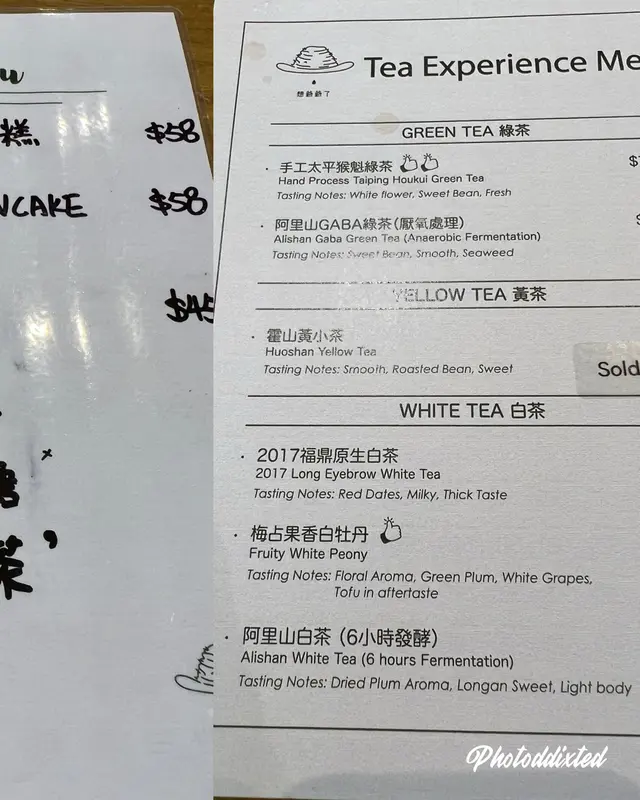 糕 $58
NCAKE $58
$45
茶
Tea Experience Me
GREEN TEA 綠茶
手工太平猴魁綠茶
Hand Process Taiping Houkui Green Tea
Tasting Notes: White flower, Sweet Bean, Fresh
阿里山GABA綠茶(厭氧處理)
Alishan Gaba Green Tea (Anaerobic Fermentation)
Tasting Notes: Sweet Bean, Smooth, Seaweed
YELLOW TEA 黃茶
霍山黃小茶
Huoshan Yellow Tea
Tasting Notes: Smooth, Roasted Bean, Sweet
Sold
WHITE TEA 白茶
2017福鼎原生白茶
2017 Long Eyebrow White Tea
Tasting Notes: Red Dates, Milky, Thick Taste
梅占果香白牡丹
Fruity White Peony
Tasting Notes: Floral Aroma, Green Plum, White Grapes,
Tofu in aftertaste
阿里山白茶 (6小時發酵)
Alishan White Tea (6 hours Fermentation)
Tasting Notes: Dried Plum Aroma, Longan Sweet, Light body
Photoddixted